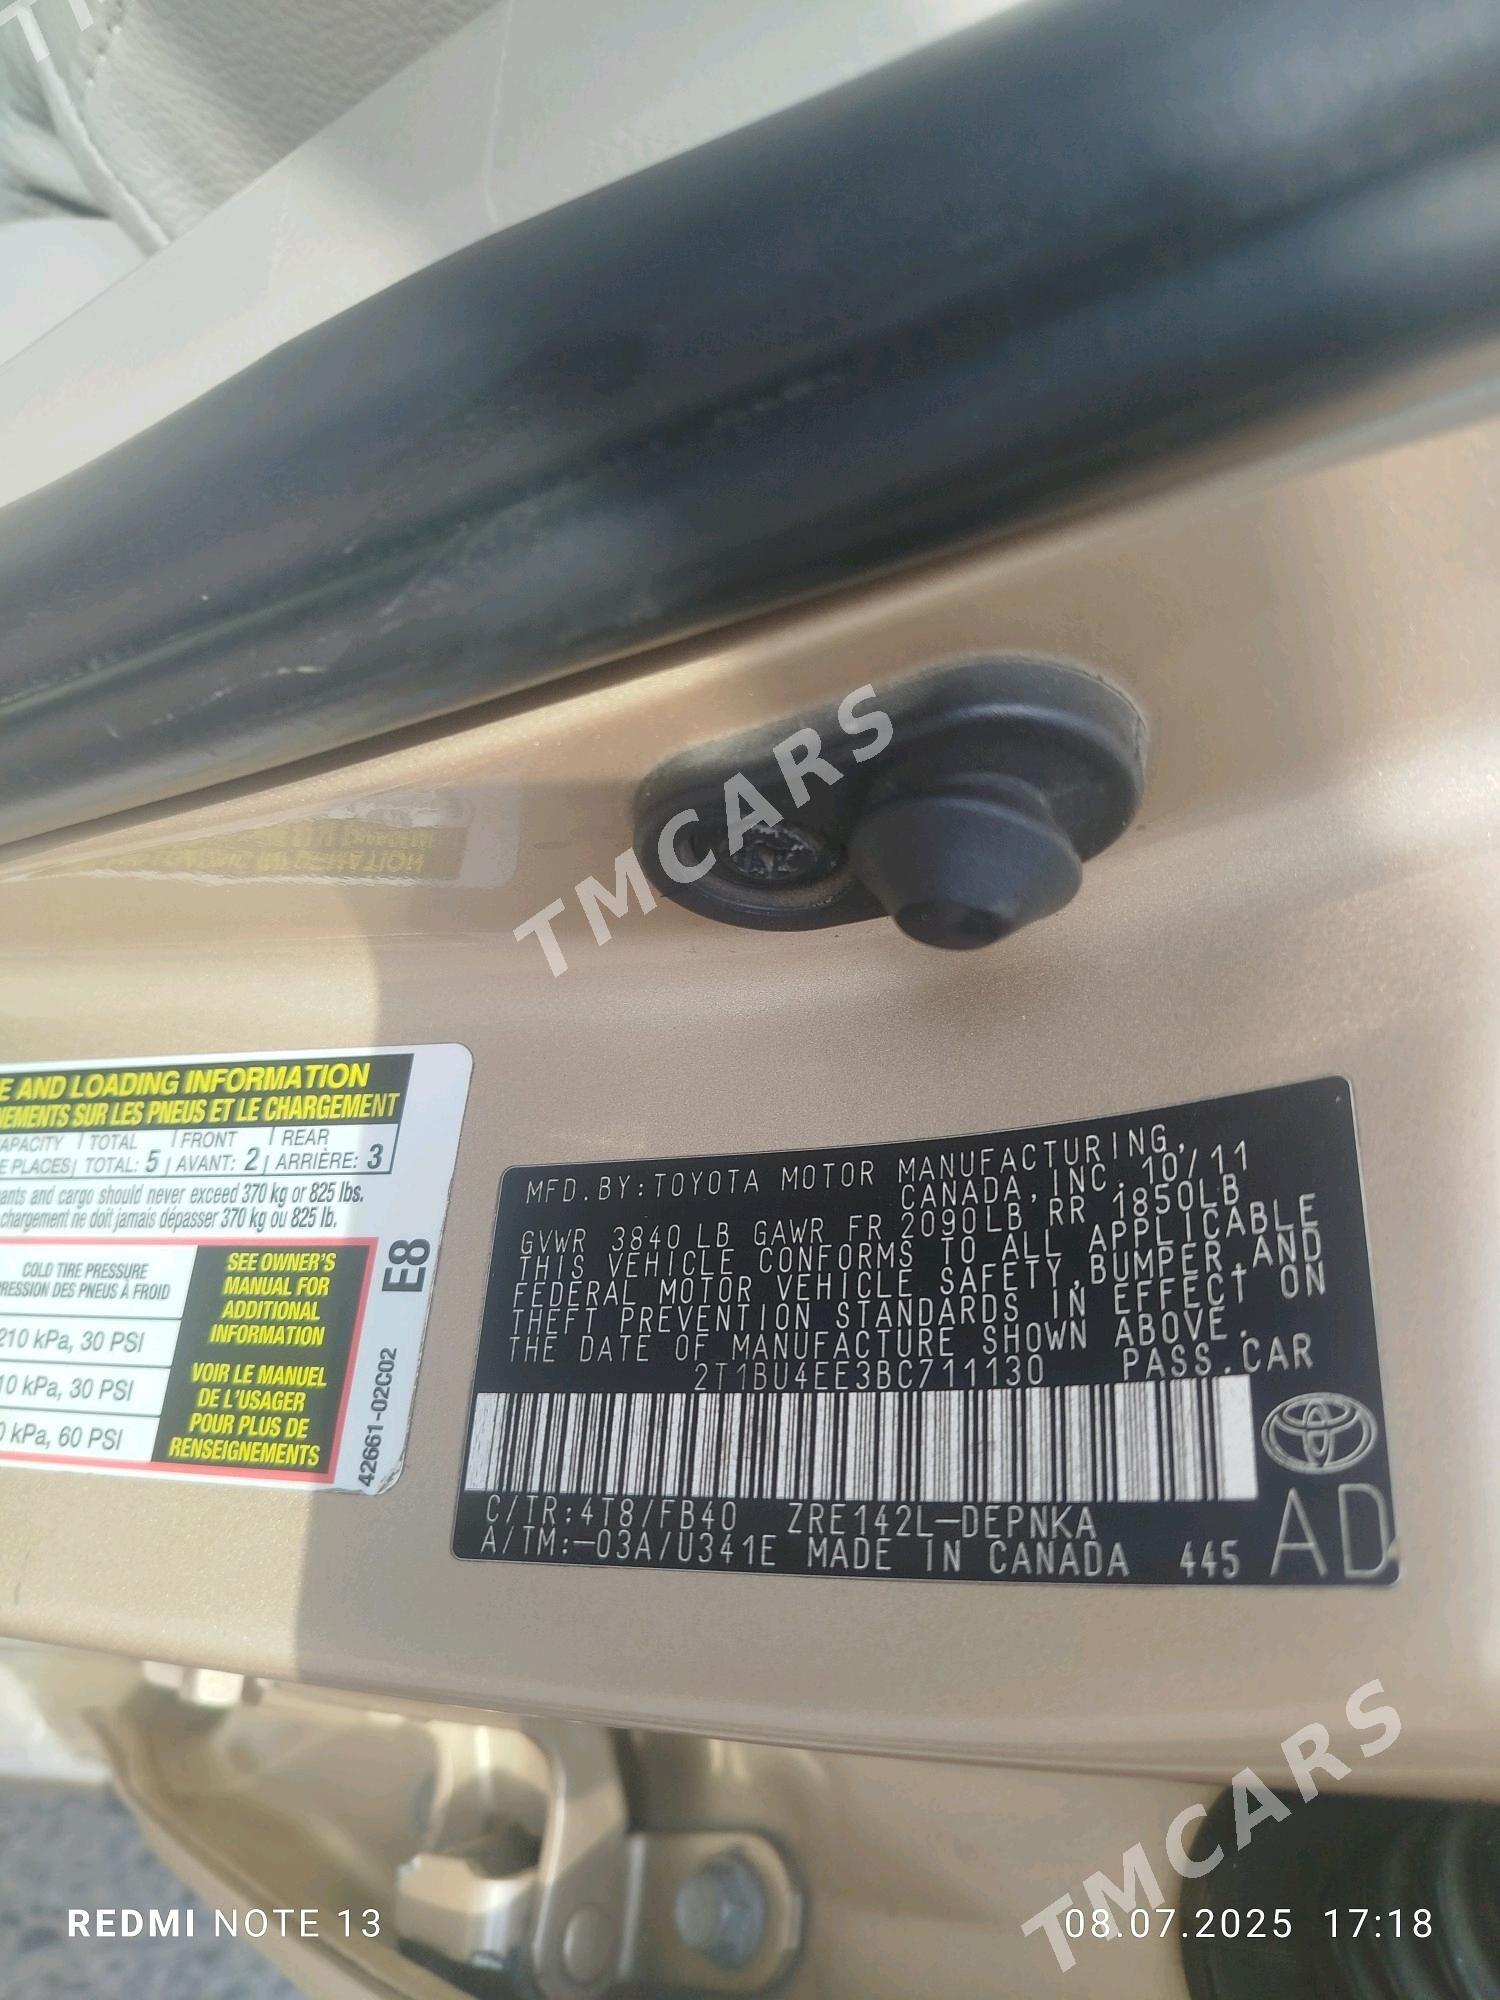 TMCARS
E AND LOADING INFORMATION
NEMENTS SUR LES PNEUS ET LE CHARGEMENT
APACITY TOTAL FRONT REAR
E PLACES TOTAL: 5 AVANT: 2 ARRIÈRE: 3
ants and cargo should never exceed 370 kg or 825 lbs.
chargement ne doit jamais dépasser 370 kg ou 825 lb.
COLD TIRE PRESSURE
RESSION DES PNEUS À FROID
210 kPa, 30 PSI
10 kPa, 30 PSI
0 kPa, 60 PSI
SEE OWNER'S
MANUAL FOR
ADDITIONAL
INFORMATION
VOIR LE MANUEL
DE L'USAGER
POUR PLUS DE
RENSEIGNEMENTS
E8
42661-02C02
MFD.BY:TOYOTA MOTOR MANUFACTURING,
CANADA,INC. 10/11
GVWR 3840LB GAWR FR 2090LB RR 1850LB
THIS VEHICLE CONFORMS TO ALL APPLICABLE
FEDERAL MOTOR VEHICLE SAFETY,BUMPER,AND
THEFT PREVENTION STANDARDS IN EFFECT ON
THE DATE OF MANUFACTURE SHOWN ABOVE.
2T1BU4EE3BC711130 PASS.CAR
C/TR:4T8/FB40 ZRE142L-DEPNKA
A/TM:-03A/U341E MADE IN CANADA 445 AD
TMCARS
REDMI NOTE 13
08.07.2025 17:18